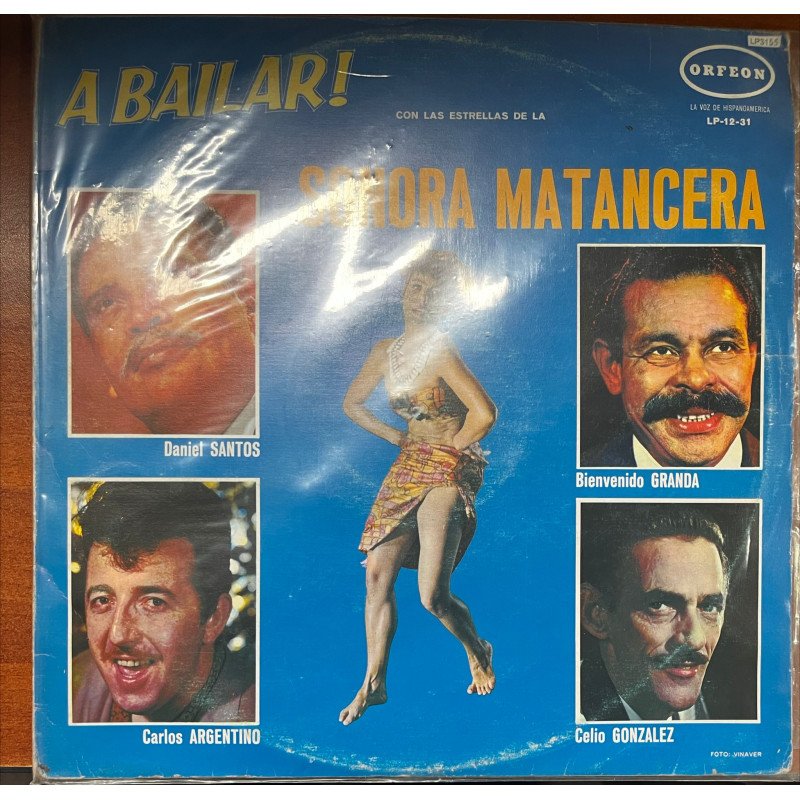 LP3155
A BAILAR!
ORFEON
LA VOZ DE HISPANOAMERICA
LP-12-31
CON LAS ESTRELLAS DE LA
SONORA MATANCERA
Daniel SANTOS
Bienvenido GRANDA
Carlos ARGENTINO
Celio GONZALEZ
FOTO: VINAVER